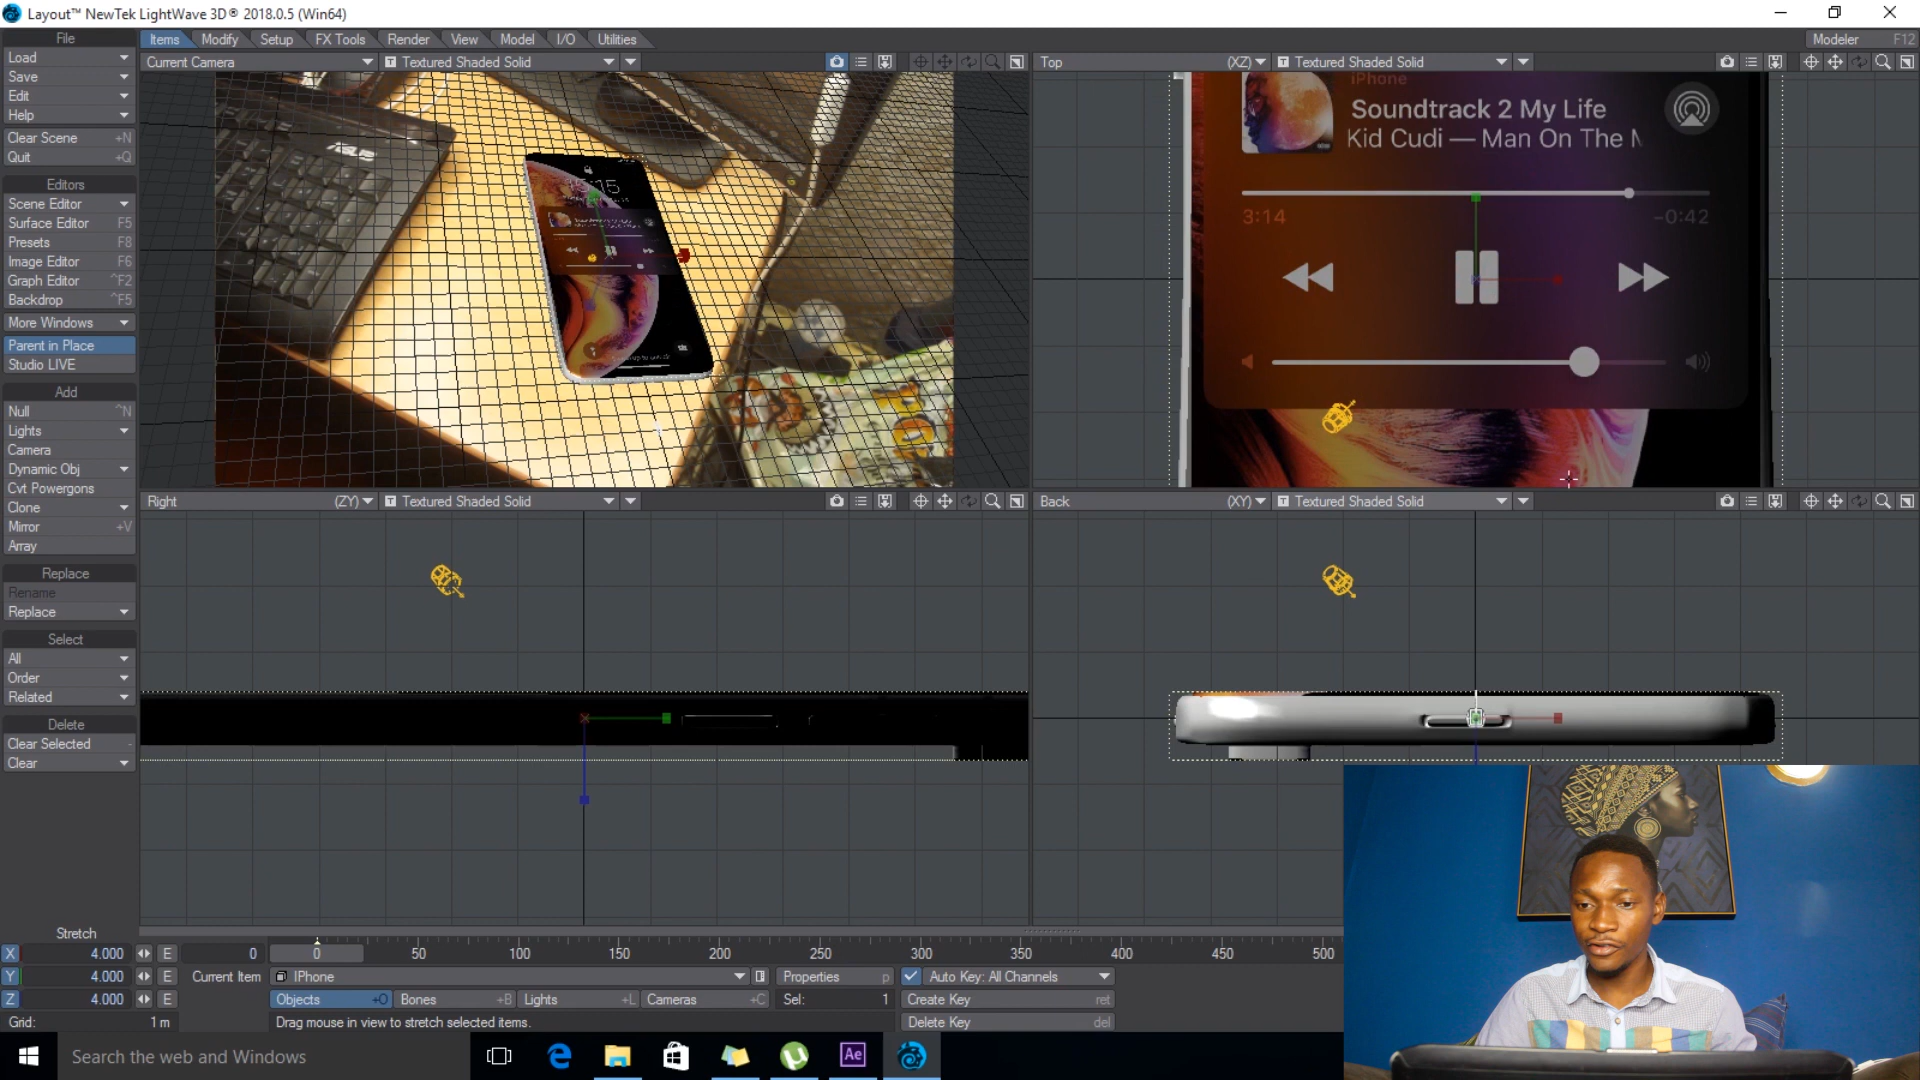 Layout™ NewTek LightWave 3D® 2018.0.5 (Win64)
File
Items Modify Setup FX Tools Render View Model I/O Utilities
Modeler F12
Load
Save
Edit
Help
Clear Scene +N
Quit +Q
Editors
Scene Editor
Surface Editor F5
Presets F8
Image Editor F6
Graph Editor ^F2
Backdrop ^F5
More Windows
Parent in Place
Studio LIVE
Add
Null ^N
Lights
Camera
Dynamic Obj
Cvt Powergons
Clone
Mirror +V
Array
Replace
Rename
Replace
Select
All
Order
Related
Delete
Clear Selected -
Clear
Current Camera T Textured Shaded Solid
15:15
Top (XZ) T Textured Shaded Solid
iPhone
Soundtrack 2 My Life
Kid Cudi — Man On The M
3:14 -0:42
Right (ZY) T Textured Shaded Solid
Back (XY) T Textured Shaded Solid
Stretch
X 4.000 E 0 0 50 100 150 200 250 300 350 400 450 500
Y 4.000 E Current Item IPhone Properties p Auto Key: All Channels
Z 4.000 E Objects +O Bones +B Lights +L Cameras +C Sel: 1 Create Key ret
Grid: 1 m Drag mouse in view to stretch selected items. Delete Key del
Search the web and Windows
e
Ae